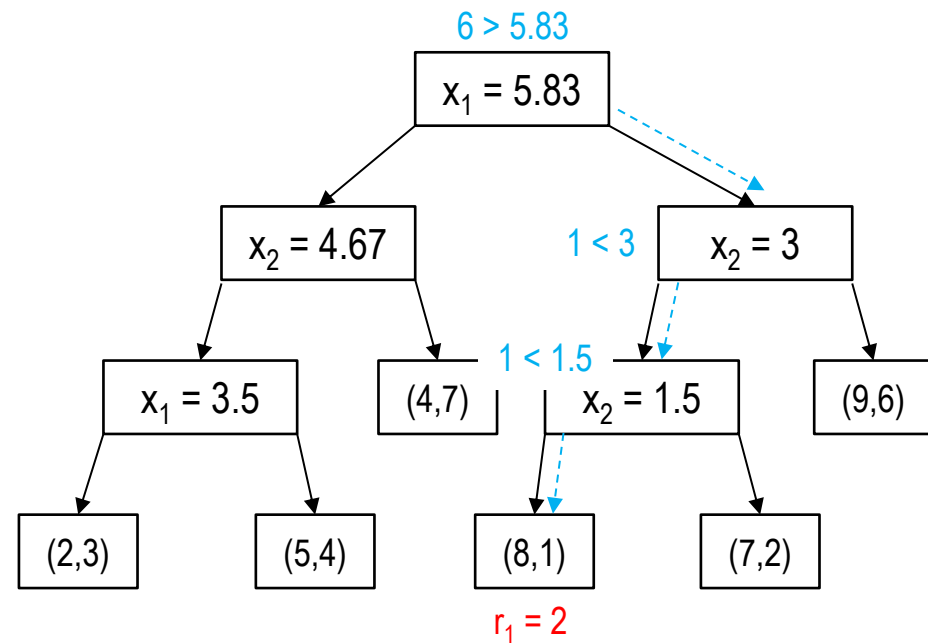 6 > 5.83
x₁ = 5.83
x₂ = 4.67
1 < 3
x₂ = 3
1 < 1.5
x₁ = 3.5
(4,7)
x₂ = 1.5
(9,6)
(2,3)
(5,4)
(8,1)
(7,2)
r₁ = 2